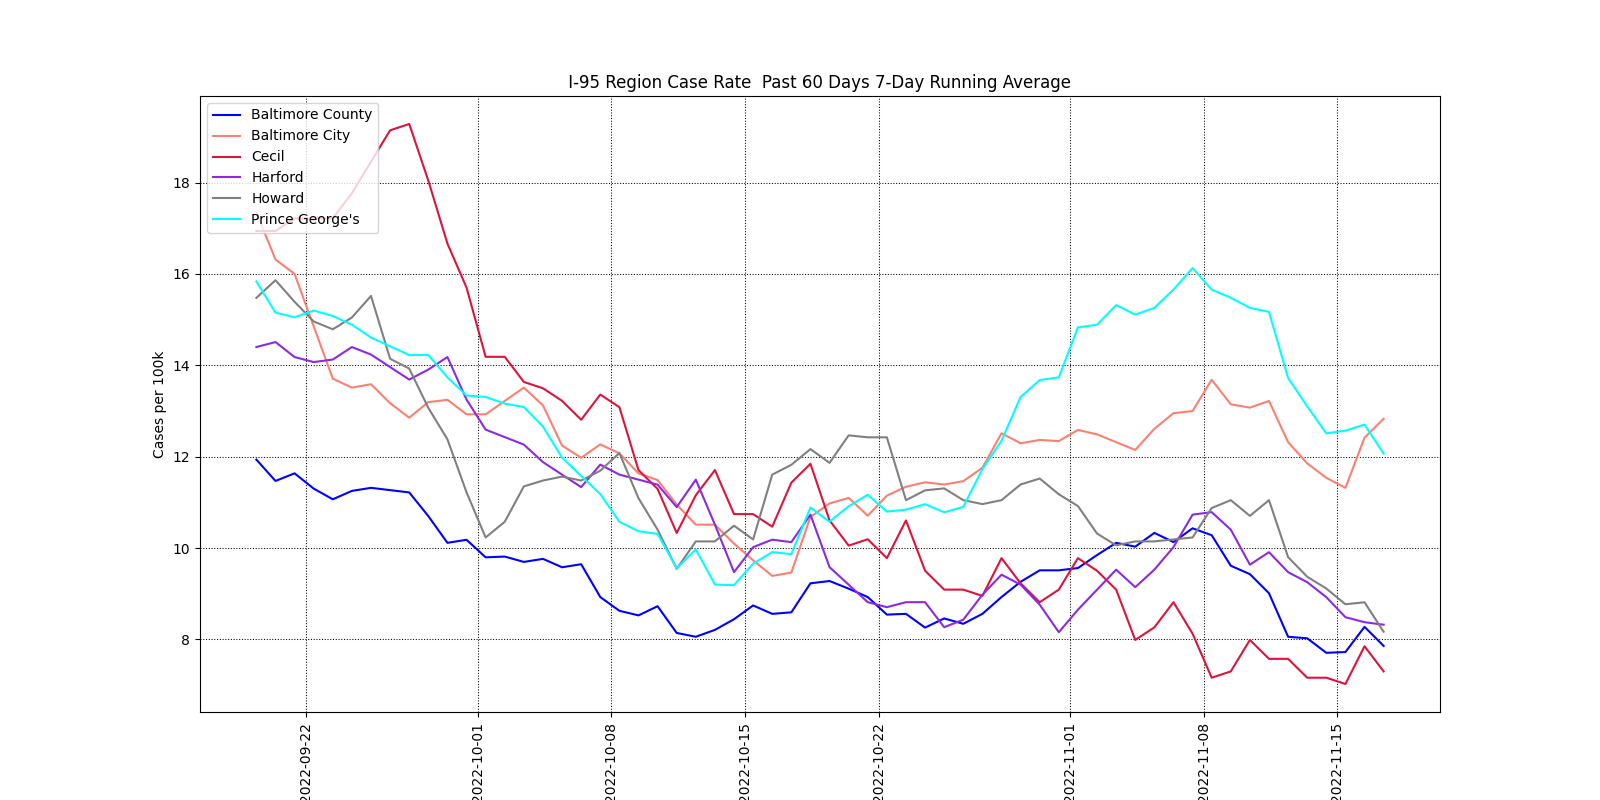 I-95 Region Case Rate  Past 60 Days 7-Day Running Average
Baltimore County
Baltimore City
Cecil
Harford
Howard
Prince George's
Cases per 100k
18
16
14
12
10
8
2022-09-22
2022-10-01
2022-10-08
2022-10-15
2022-10-22
2022-11-01
2022-11-08
2022-11-15